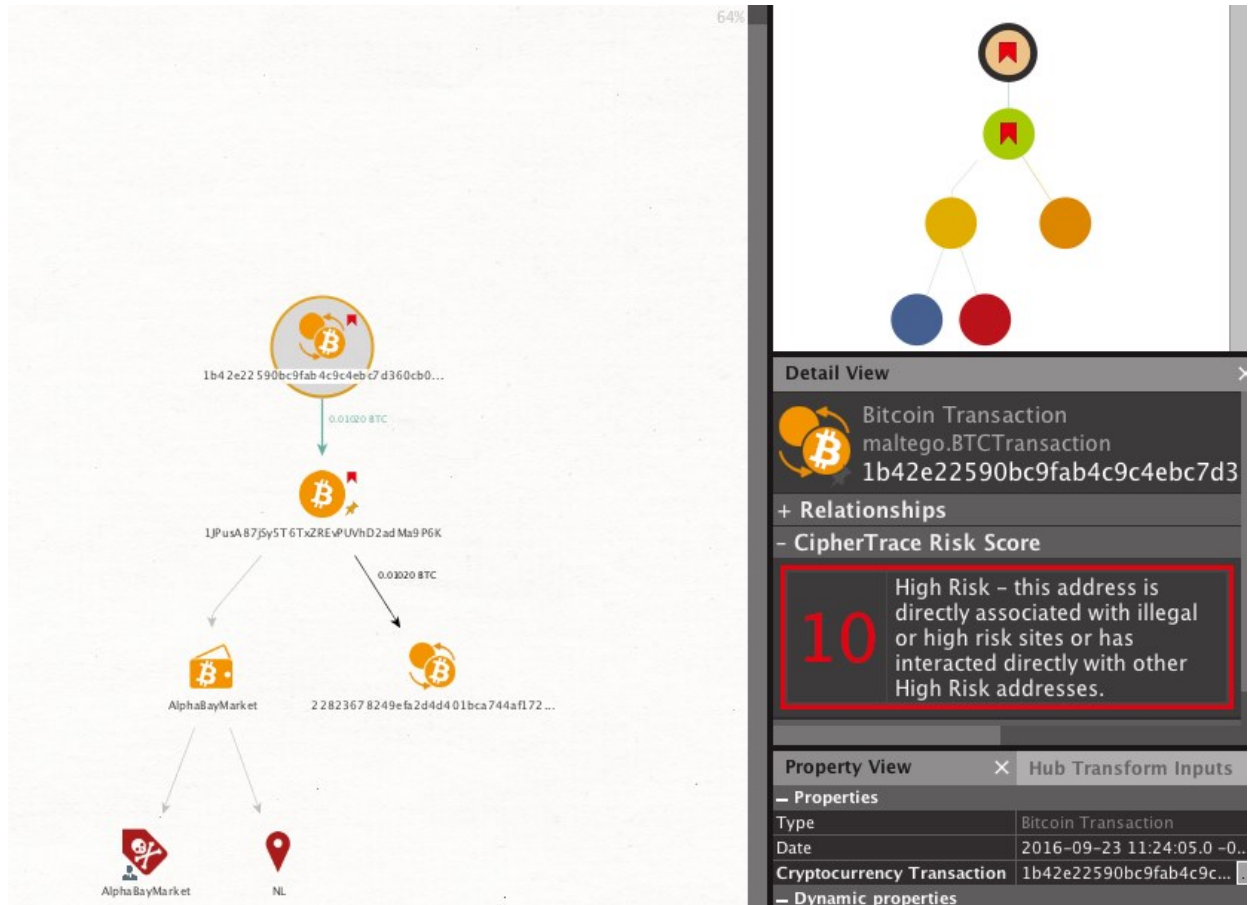 64%
1b42e22590bc9fab4c9c4ebc7d360cb0...
0.01020 BTC
1JPusA87jSy5T6TxZREvPUVhD2adMa9P6K
0.01020 BTC
AlphaBayMarket
22823678249efa2d4d401bca744af172...
AlphaBayMarket
NL
Detail View
Bitcoin Transaction
maltego.BTCTransaction
1b42e22590bc9fab4c9c4ebc7d3
+ Relationships
– CipherTrace Risk Score
10
High Risk – this address is
directly associated with illegal
or high risk sites or has
interacted directly with other
High Risk addresses.
Property View
Hub Transform Inputs
– Properties
Type Bitcoin Transaction
Date 2016-09-23 11:24:05.0 -0..
Cryptocurrency Transaction 1b42e22590bc9fab4c9c...
– Dynamic properties